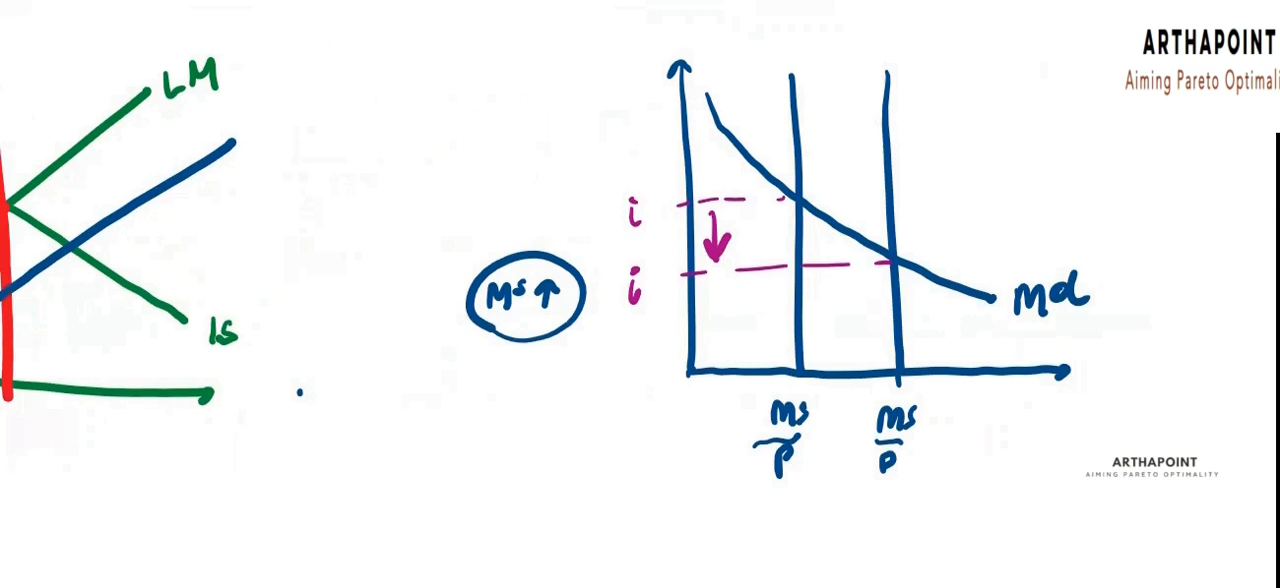 LM
IS
Ms ↑
i
i
Md
Ms
P
Ms
P
ARTHAPOINT
Aiming Pareto Optimali
ARTHAPOINT
AIMING PARETO OPTIMALITY